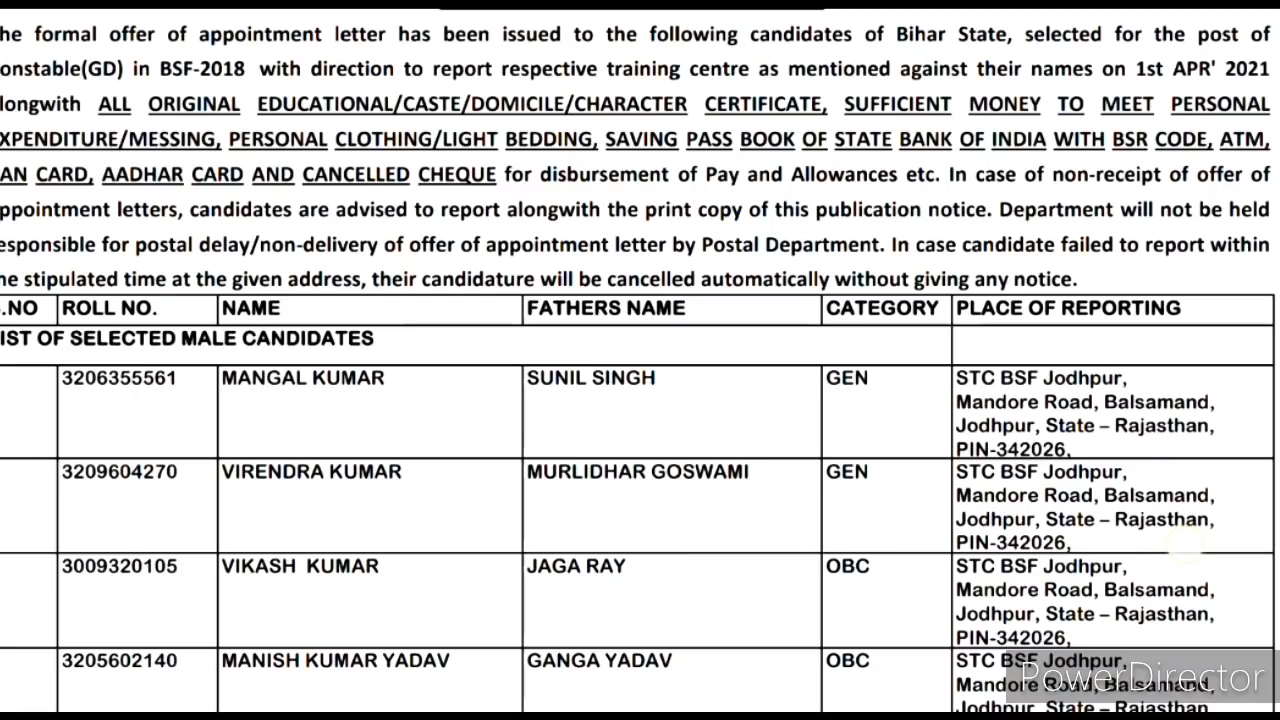 he formal offer of appointment letter has been issued to the following candidates of Bihar State, selected for the post of
onstable(GD) in BSF-2018 with direction to report respective training centre as mentioned against their names on 1st APR' 2021
longwith ALL ORIGINAL EDUCATIONAL/CASTE/DOMICILE/CHARACTER CERTIFICATE, SUFFICIENT MONEY TO MEET PERSONAL
XPENDITURE/MESSING, PERSONAL CLOTHING/LIGHT BEDDING, SAVING PASS BOOK OF STATE BANK OF INDIA WITH BSR CODE, ATM,
AN CARD, AADHAR CARD AND CANCELLED CHEQUE for disbursement of Pay and Allowances etc. In case of non-receipt of offer of
ppointment letters, candidates are advised to report alongwith the print copy of this publication notice. Department will not be held
esponsible for postal delay/non-delivery of offer of appointment letter by Postal Department. In case candidate failed to report within
he stipulated time at the given address, their candidature will be cancelled automatically without giving any notice.
.NO ROLL NO. NAME FATHERS NAME CATEGORY PLACE OF REPORTING
IST OF SELECTED MALE CANDIDATES
3206355561 MANGAL KUMAR SUNIL SINGH GEN STC BSF Jodhpur,
Mandore Road, Balsamand,
Jodhpur, State – Rajasthan,
PIN-342026,
3209604270 VIRENDRA KUMAR MURLIDHAR GOSWAMI GEN STC BSF Jodhpur,
Mandore Road, Balsamand,
Jodhpur, State – Rajasthan,
PIN-342026,
3009320105 VIKASH KUMAR JAGA RAY OBC STC BSF Jodhpur,
Mandore Road, Balsamand,
Jodhpur, State – Rajasthan,
PIN-342026,
3205602140 MANISH KUMAR YADAV GANGA YADAV OBC STC BSF Jodhpur,
Mandore Road, Balsamand,
Jodhpur, State – Rajasthan,
PowerDirector